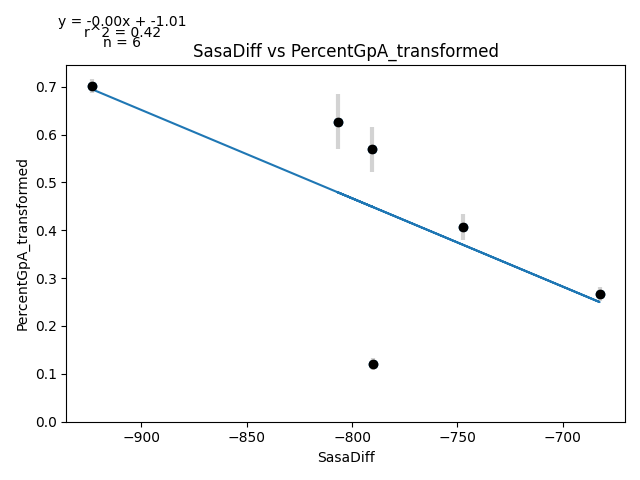 y = -0.00x + -1.01
r^2 = 0.42
n = 6
SasaDiff vs PercentGpA_transformed
PercentGpA_transformed
0.7
0.6
0.5
0.4
0.3
0.2
0.1
0.0
−900
−850
−800
−750
−700
SasaDiff